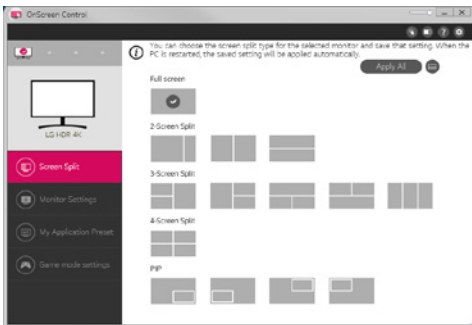 OnScreen Control
You can choose the screen split type for the selected monitor and save that setting. When the
PC is restarted, the saved setting will be applied automatically.
Apply All
Full screen
LG HDR 4K
2-Screen Split
Screen Split
3-Screen Split
Monitor Settings
My Application Preset
4-Screen Split
Game mode settings
PIP